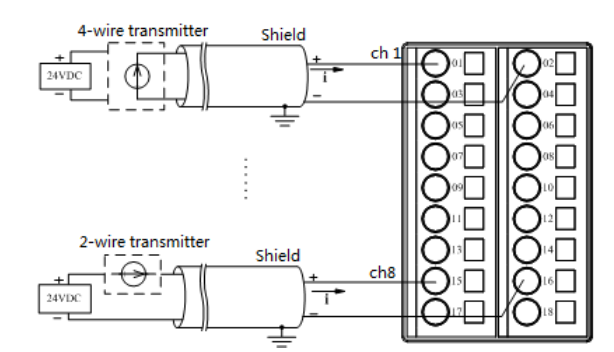 4-wire transmitter
Shield
+
24VDC
−
+
i
−
ch 1
01
02
03
04
05
06
07
08
09
10
11
12
13
14
2-wire transmitter
Shield
+
24VDC
−
+
i
−
ch8
15
16
17
18